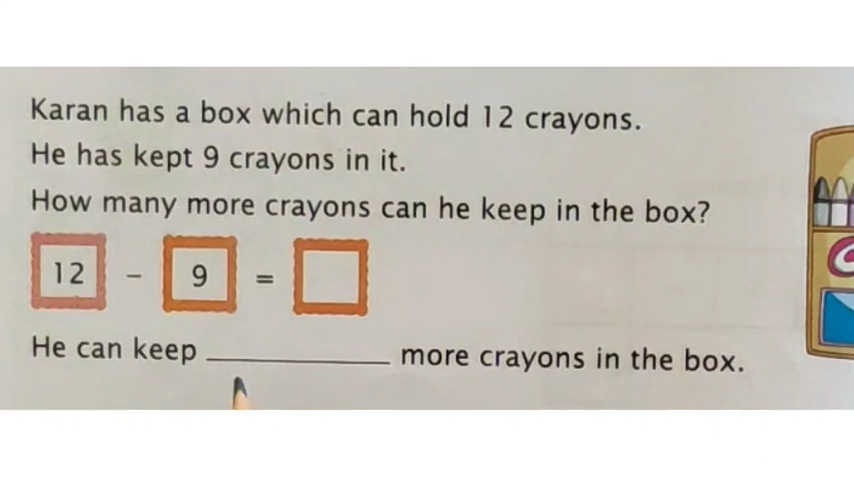 Karan has a box which can hold 12 crayons.
He has kept 9 crayons in it.
How many more crayons can he keep in the box?
12 - 9 =
He can keep ____________ more crayons in the box.